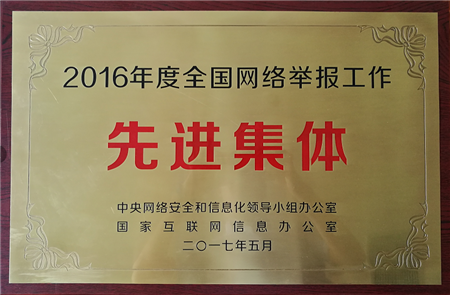 2016年度全国网络举报工作
先进集体
中央网络安全和信息化领导小组办公室
国家互联网信息办公室
二〇一七年五月